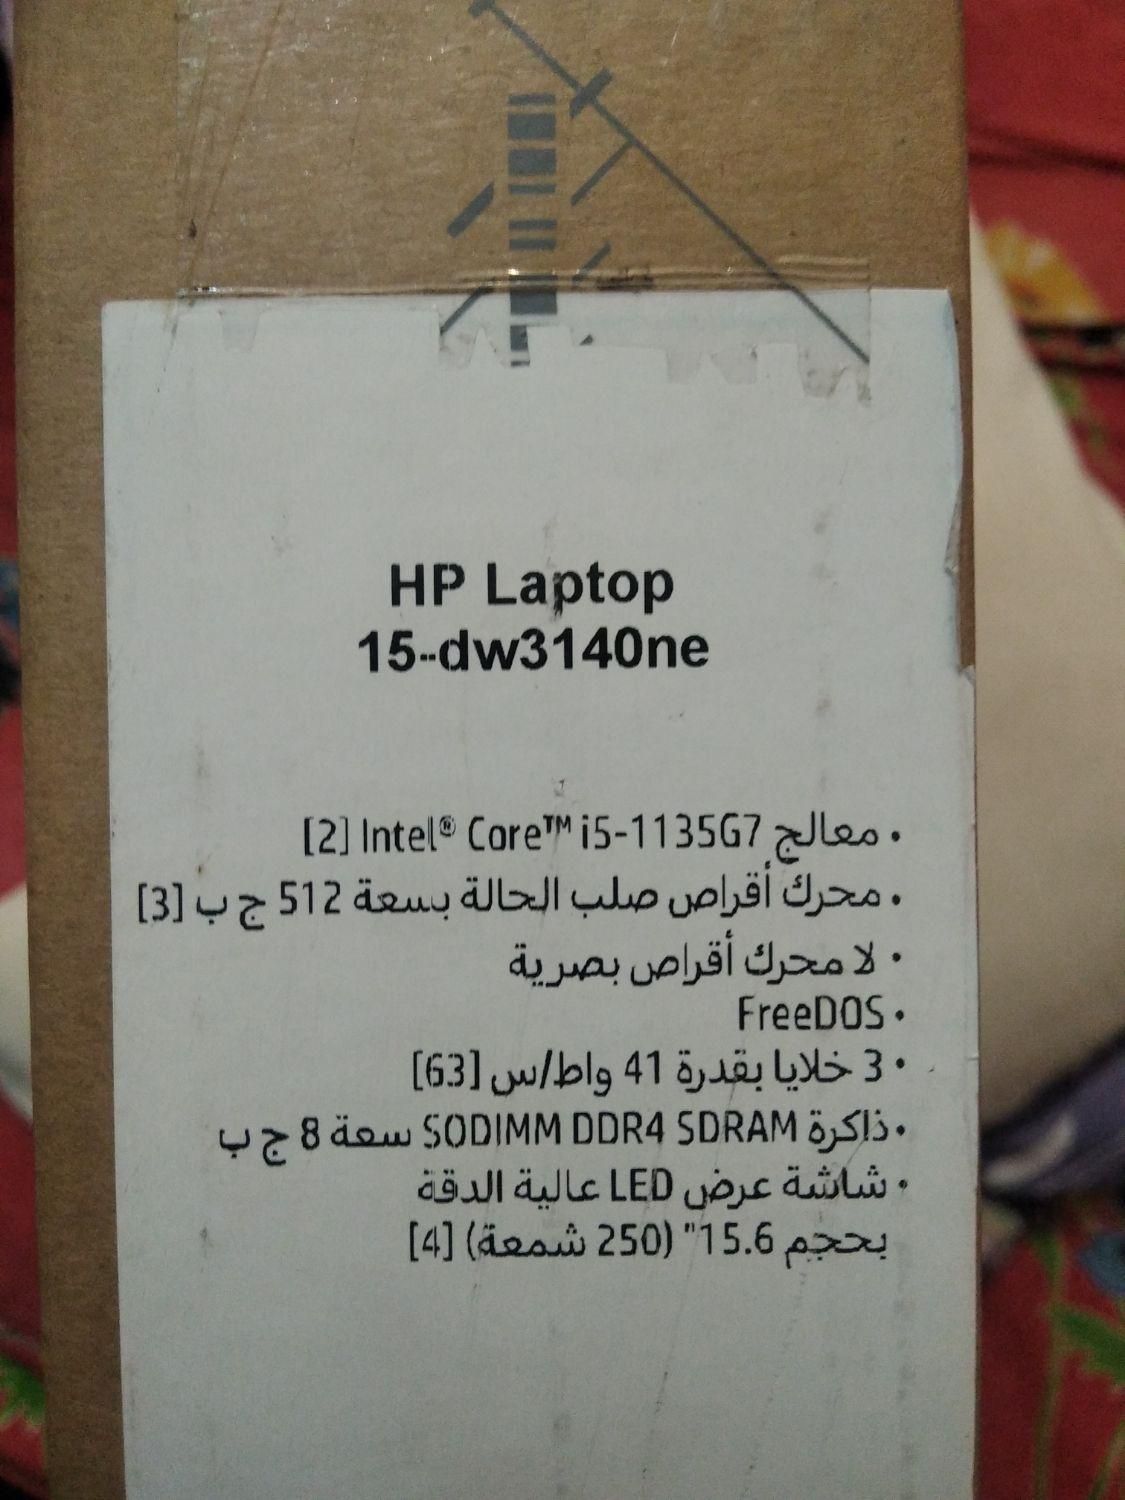 HP Laptop
15-dw3140ne
• معالج Intel® Core™ i5-1135G7 [2]
• محرك أقراص صلب الحالة بسعة 512 ج ب [3]
• لا محرك أقراص بصرية
• FreeDOS
• 3 خلايا بقدرة 41 واط/س [63]
• ذاكرة SODIMM DDR4 SDRAM سعة 8 ج ب
• شاشة عرض LED عالية الدقة
بحجم 15.6" (250 شمعة) [4]